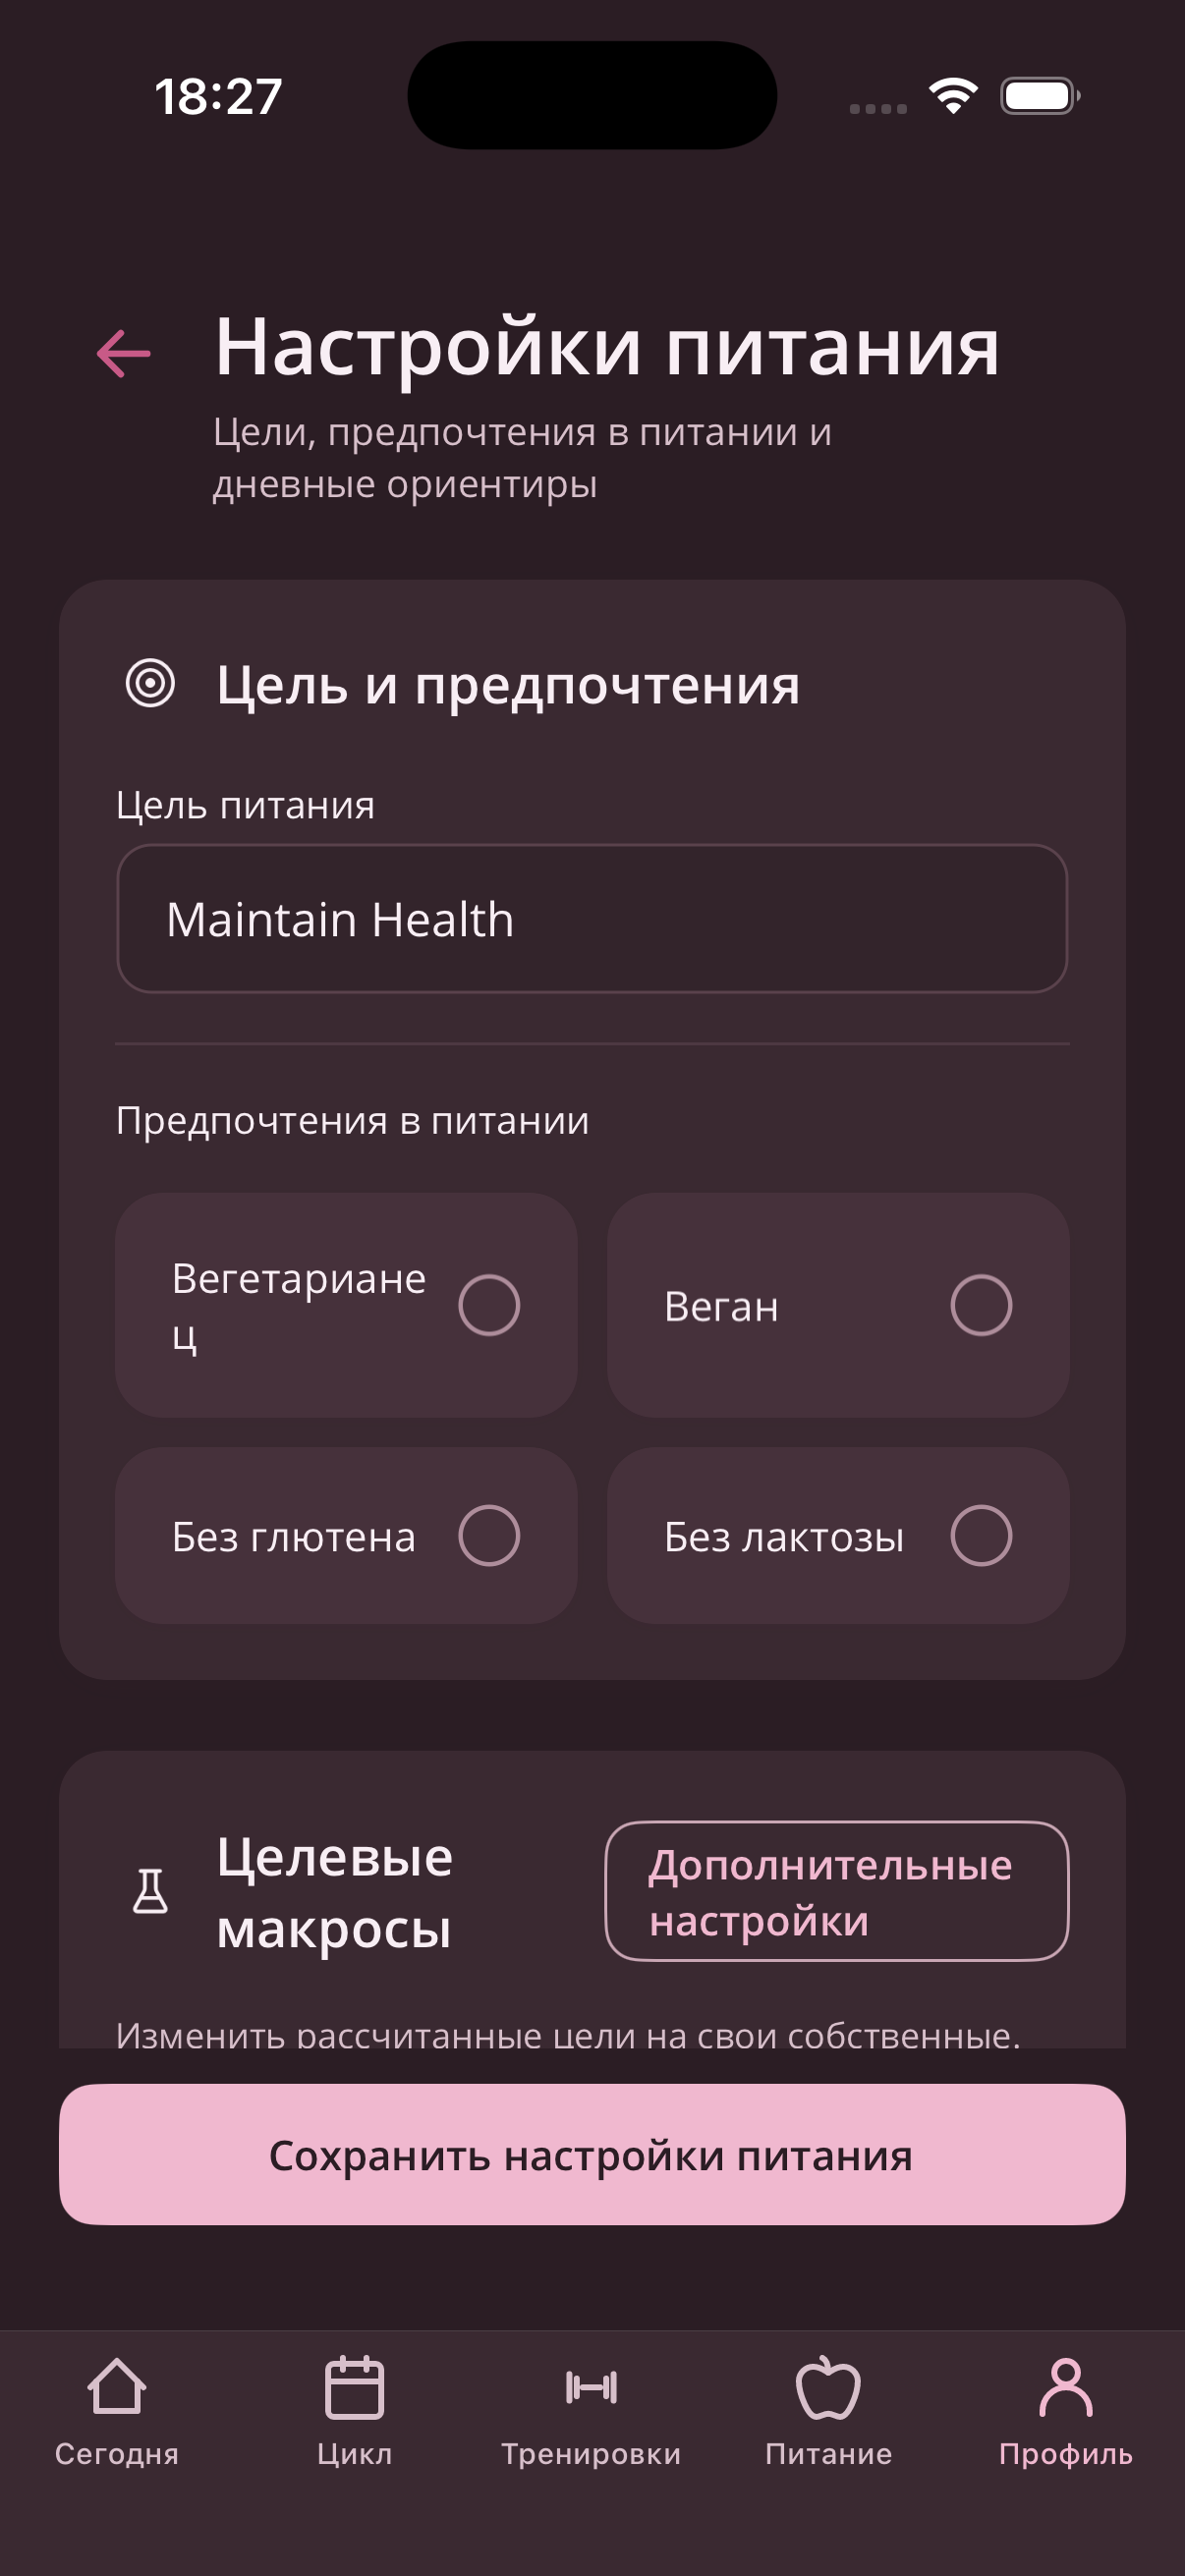 18:27
Настройки питания
Цели, предпочтения в питании и
дневные ориентиры
Цель и предпочтения
Цель питания
Maintain Health
Предпочтения в питании
Вегетариане
ц
Веган
Без глютена
Без лактозы
Целевые
макросы
Дополнительные
настройки
Изменить рассчитанные цели на свои собственные.
Сохранить настройки питания
Сегодня
Цикл
Тренировки
Питание
Профиль